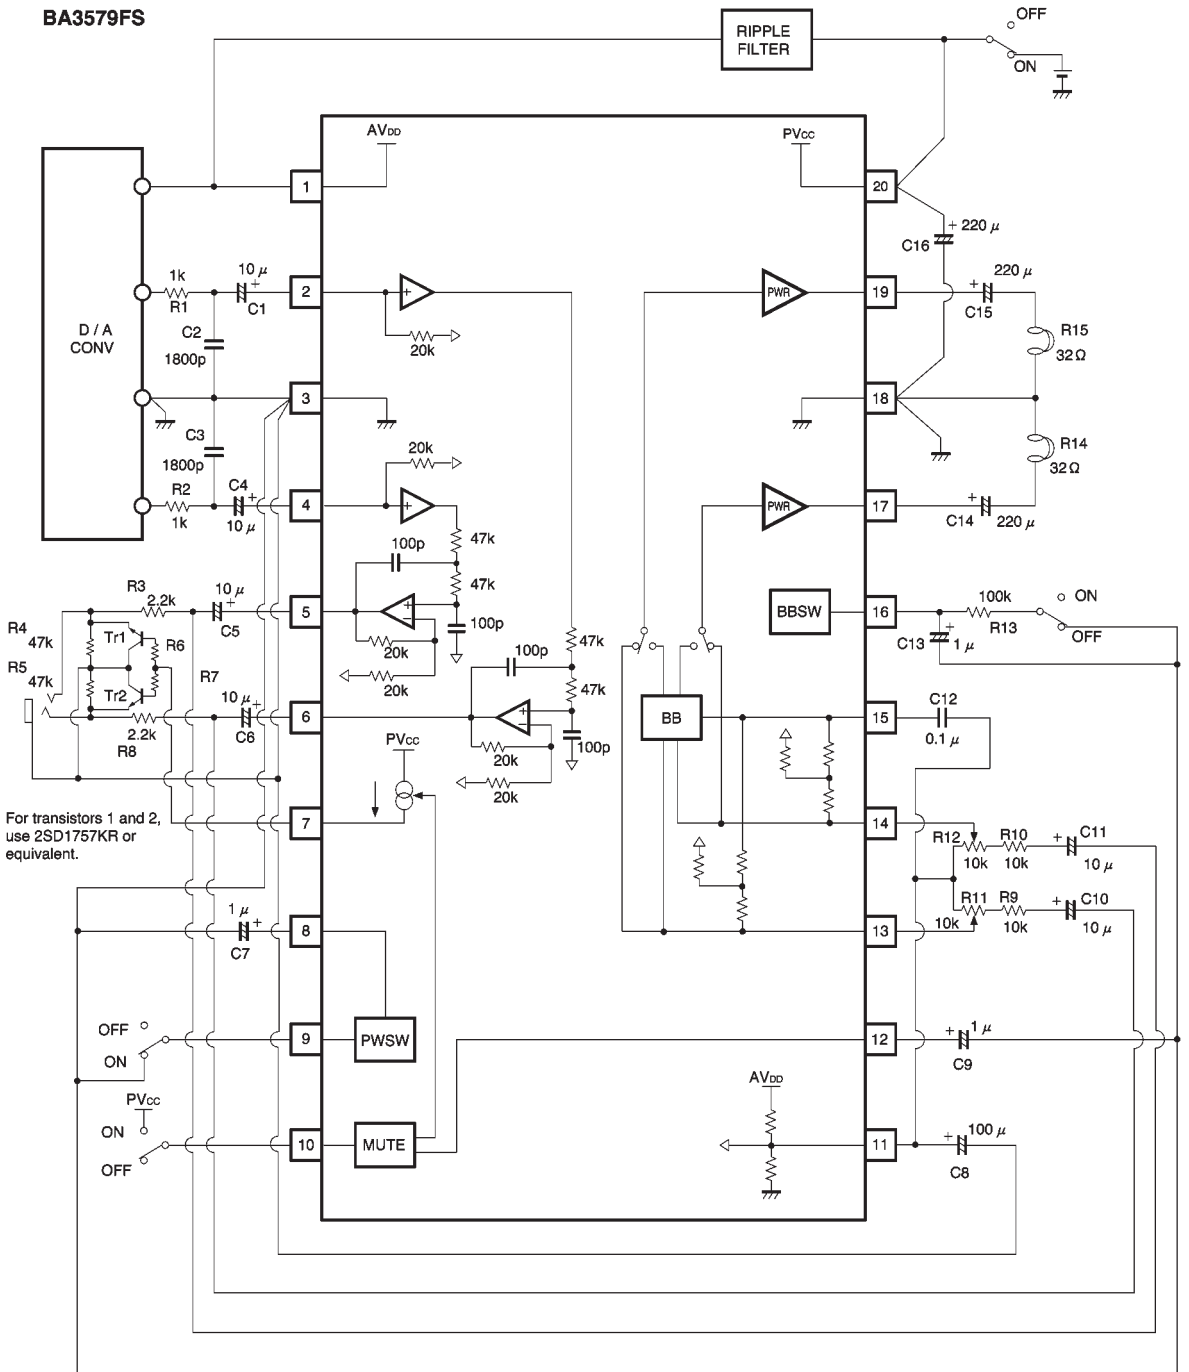 BA3579FS
OFF
RIPPLE
FILTER
ON
AVDD
PVCC
1
20
+ 220 μ
C16
1k
10 μ
+
R1
C1
2
+
PWR
19
220 μ
+
C15
D / A
CONV
C2
1800p
20k
R15
32Ω
3
18
C3
1800p
20k
R14
32Ω
R2
C4
+
1k
10 μ
4
+
PWR
17
+
C14
220 μ
47k
100p
47k
R3
2.2k
10 μ
+
C5
5
+
−
100p
BBSW
16
100k
R13
ON
OFF
C13
+
1 μ
R4
47k
Tr1
R6
20k
20k
47k
100p
R5
47k
R7
Tr2
10 μ
+
C6
6
47k
+
−
100p
BB
15
C12
0.1 μ
2.2k
R8
PVCC
20k
20k
For transistors 1 and 2,
use 2SD1757KR or
equivalent.
7
14
R12
10k
R10
10k
+
C11
10 μ
1 μ
+
C7
8
13
R11
10k
R9
10k
+
C10
10 μ
OFF
ON
9
PWSW
12
+
1 μ
C9
PVCC
AVDD
ON
OFF
10
MUTE
11
+
100 μ
C8